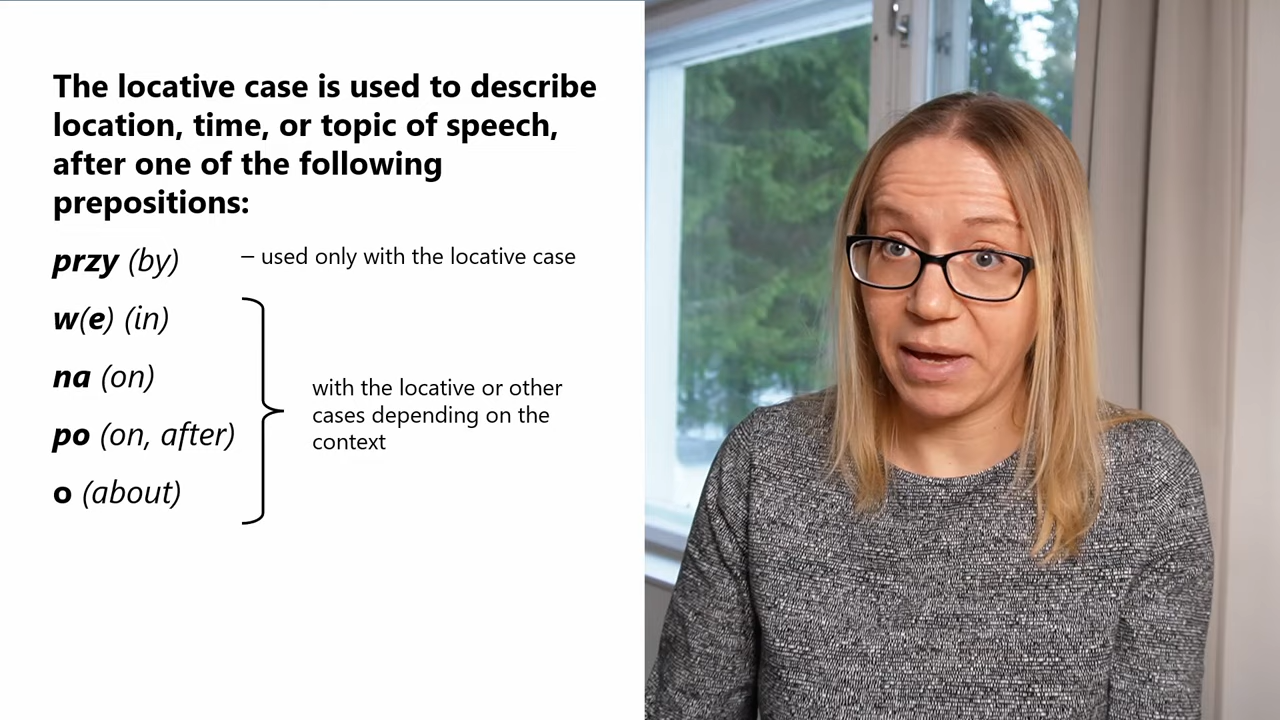 The locative case is used to describe
location, time, or topic of speech,
after one of the following
prepositions:
przy (by) – used only with the locative case
w(e) (in)
na (on)
po (on, after)
o (about)
with the locative or other
cases depending on the
context